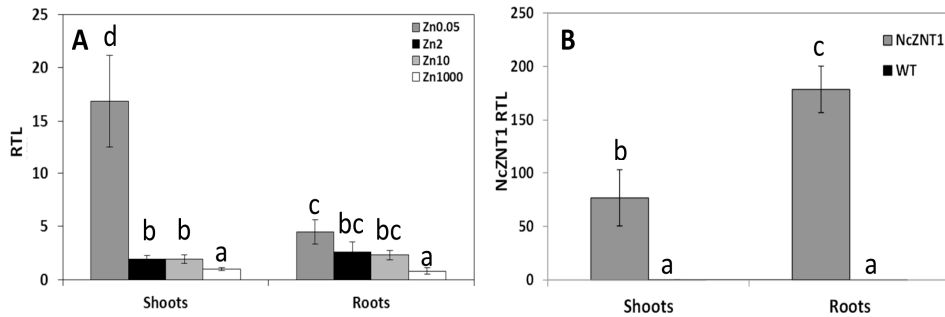 A
RTL
25
20
15
10
5
0
d
b
b
a
c
bc
bc
a
Zn0.05
Zn2
Zn10
Zn1000
Shoots
Roots
B
NcZNT1 RTL
250
200
150
100
50
0
b
a
c
a
NcZNT1
WT
Shoots
Roots